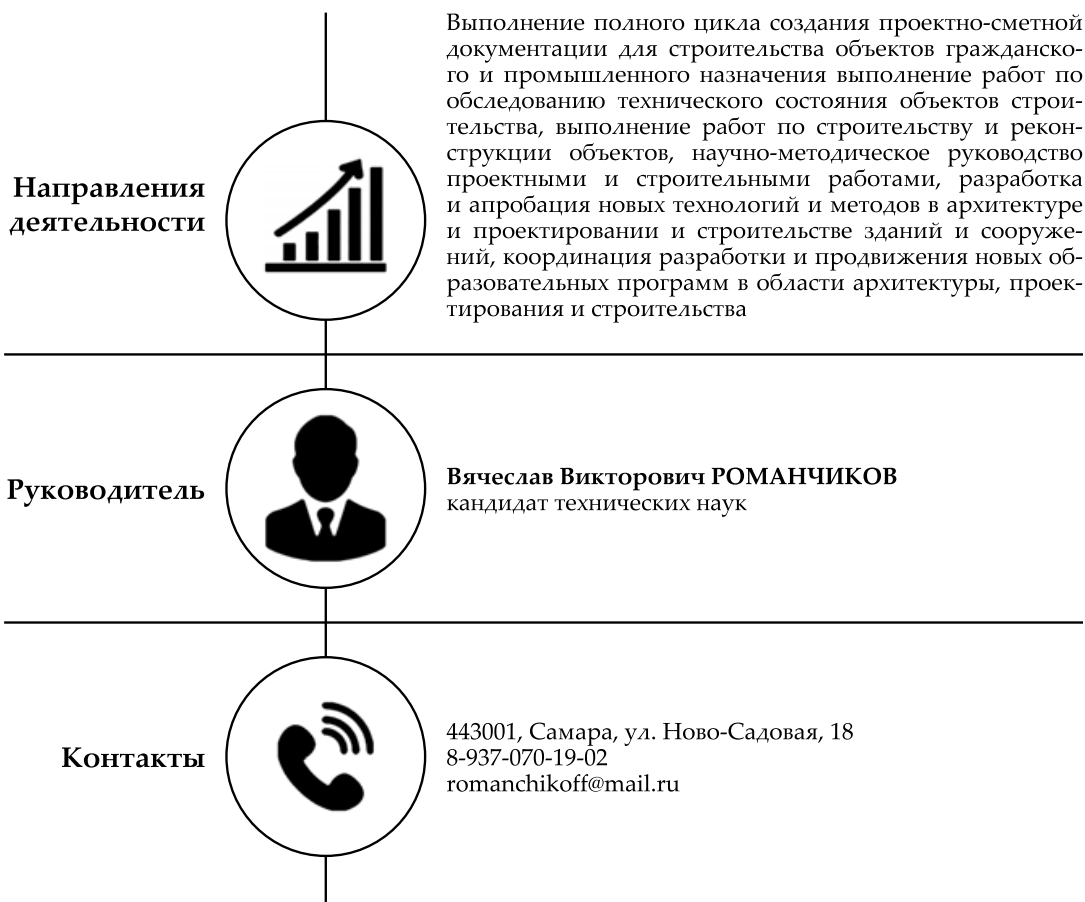 Направления
деятельности
Выполнение полного цикла создания проектно-сметной
документации для строительства объектов гражданско-
го и промышленного назначения выполнение работ по
обследованию технического состояния объектов строи-
тельства, выполнение работ по строительству и рекон-
струкции объектов, научно-методическое руководство
проектными и строительными работами, разработка
и апробация новых технологий и методов в архитектуре
и проектировании и строительстве зданий и сооруже-
ний, координация разработки и продвижения новых об-
разовательных программ в области архитектуры, проек-
тирования и строительства
Руководитель
Вячеслав Викторович РОМАНЧИКОВ
кандидат технических наук
Контакты
443001, Самара, ул. Ново-Садовая, 18
8-937-070-19-02
romanchikoff@mail.ru